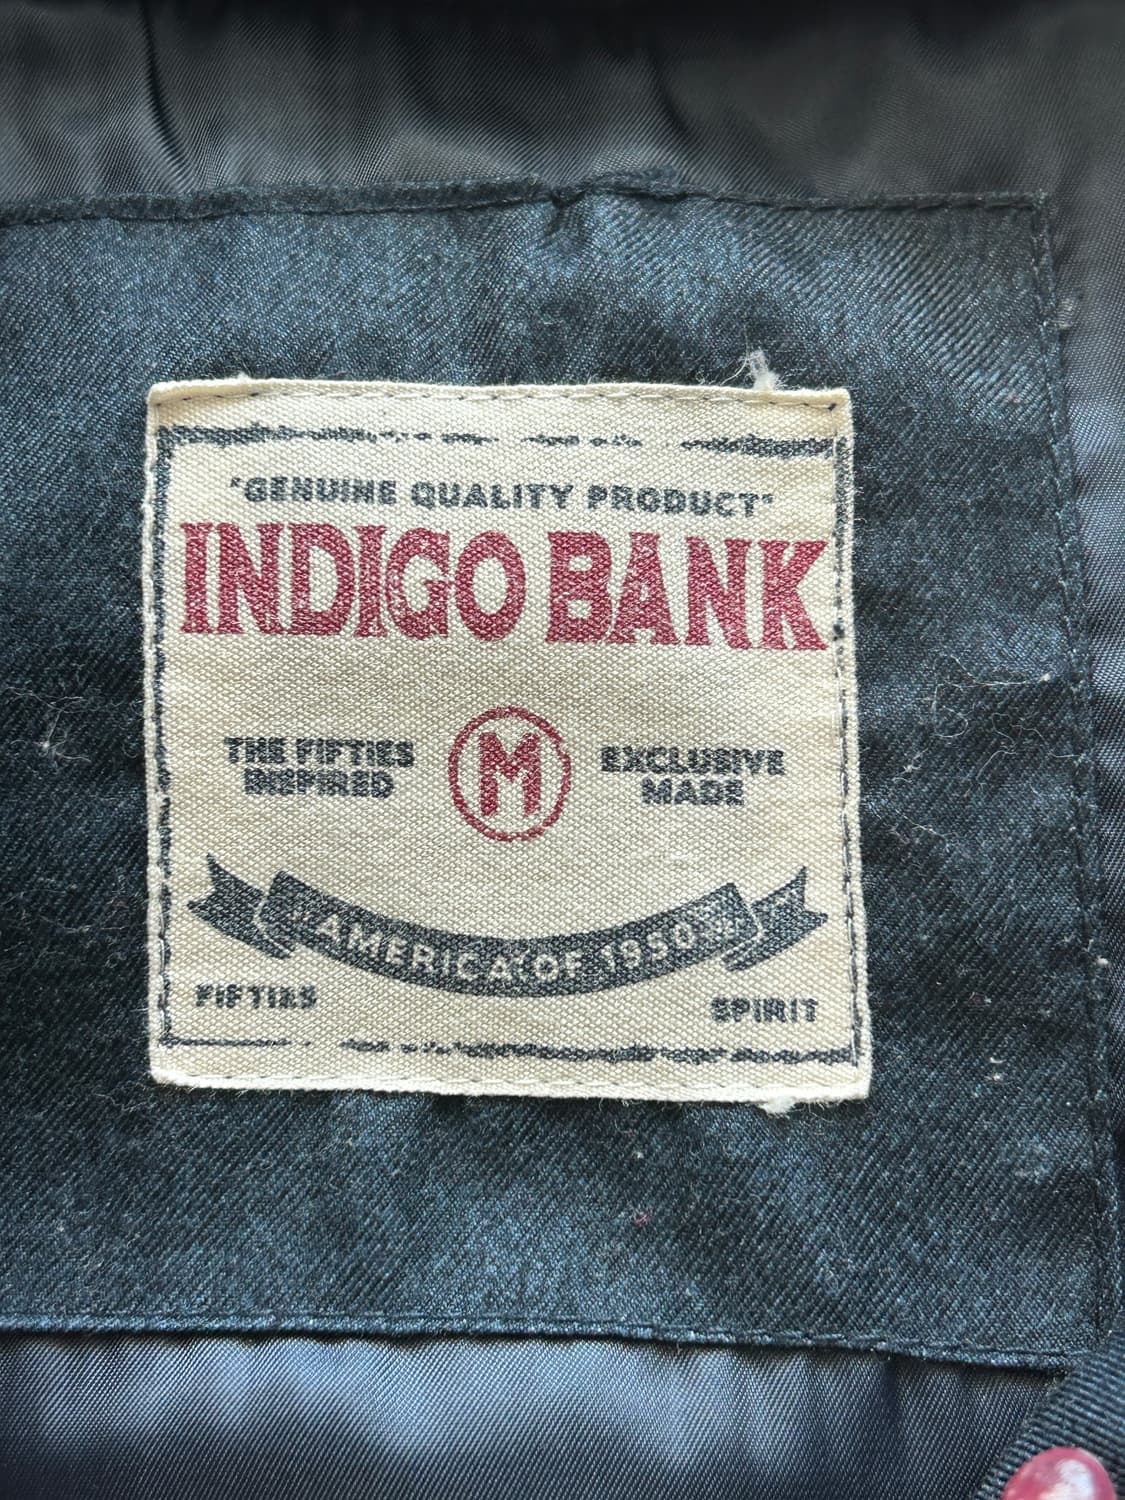 "GENUINE QUALITY PRODUCT"
INDIGO BANK
THE FIFTIES
INSPIRED
M
EXCLUSIVE
MADE
AMERICA OF 1950
FIFTIES
SPIRIT